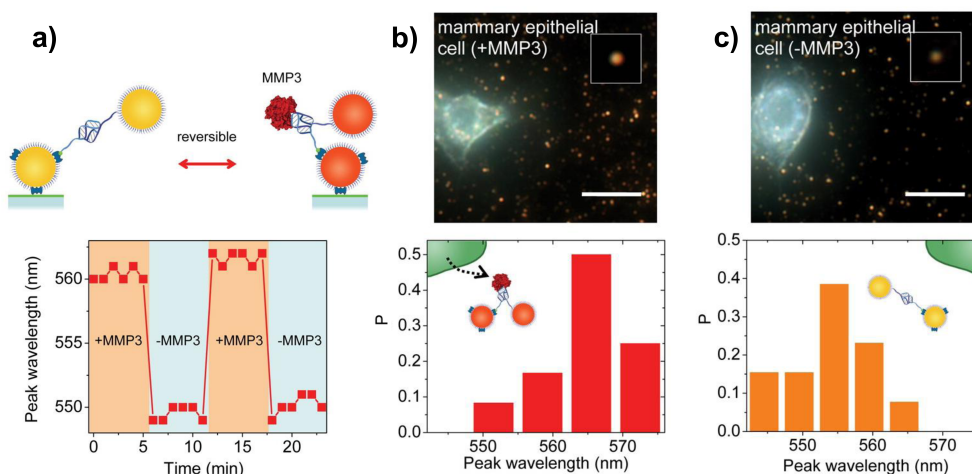 a)
MMP3
reversible
Peak wavelength (nm)
560
555
550
+MMP3
-MMP3
+MMP3
-MMP3
0
5
10
15
20
Time (min)
b)
mammary epithelial
cell (+MMP3)
P
0.5
0.4
0.3
0.2
0.1
0.0
550
560
570
Peak wavelength (nm)
c)
mammary epithelial
cell (-MMP3)
P
0.5
0.4
0.3
0.2
0.1
0.0
550
560
570
Peak wavelength (nm)